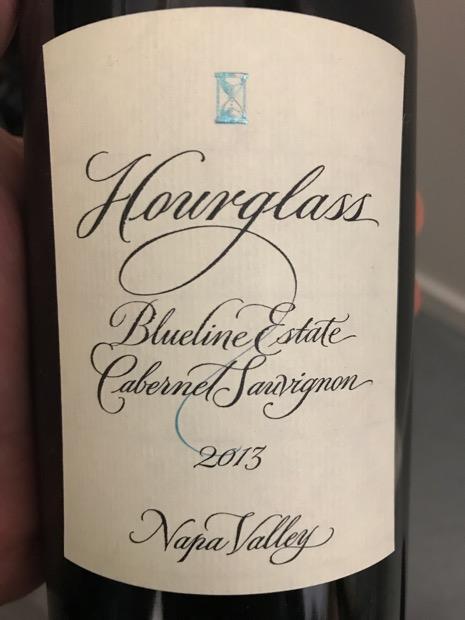 Hourglass
Blueline Estate
Cabernet Sauvignon
2013
Napa Valley